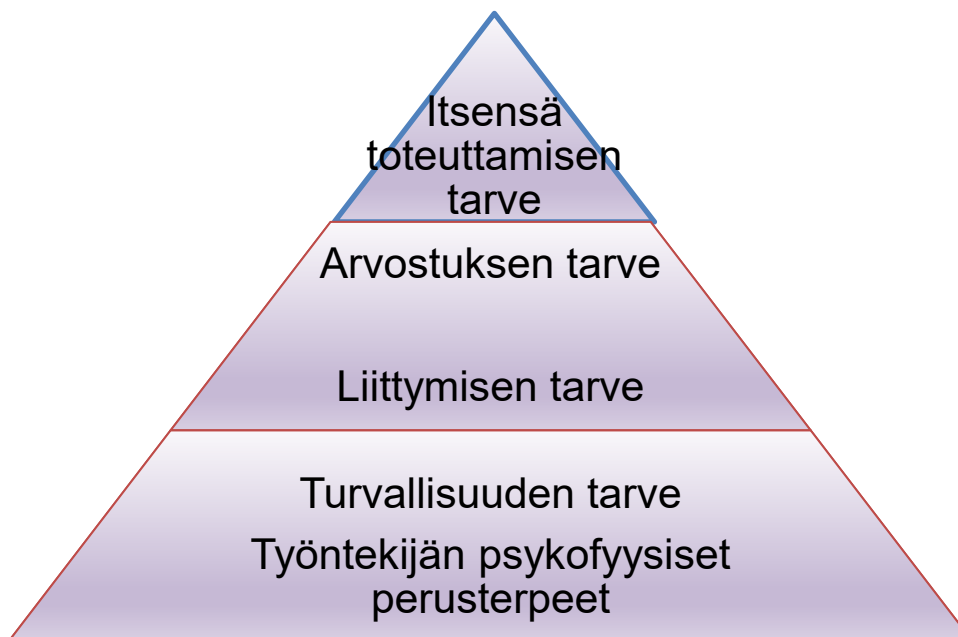 Itsensä
toteuttamisen
tarve
Arvostuksen tarve
Liittymisen tarve
Turvallisuuden tarve
Työntekijän psykofyysiset
perusterpeet